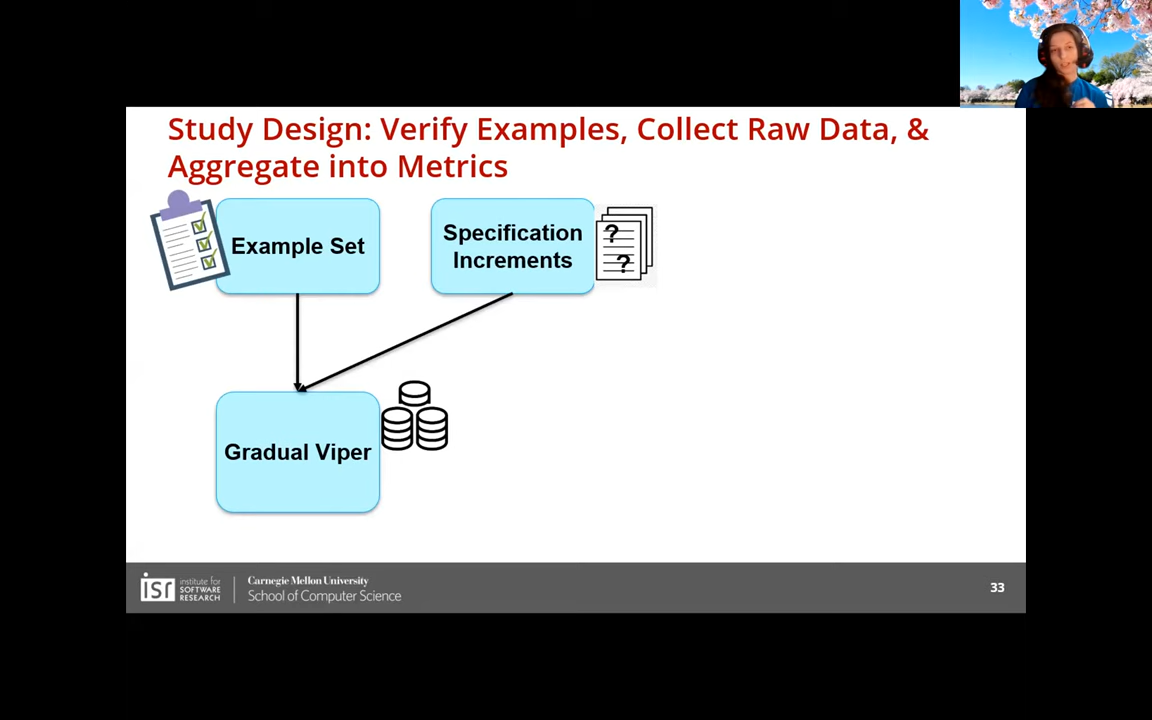 Study Design: Verify Examples, Collect Raw Data, &
Aggregate into Metrics
Example Set
Specification
Increments
?
?
Gradual Viper
isr
institute for
SOFTWARE
RESEARCH
Carnegie Mellon University
School of Computer Science
33